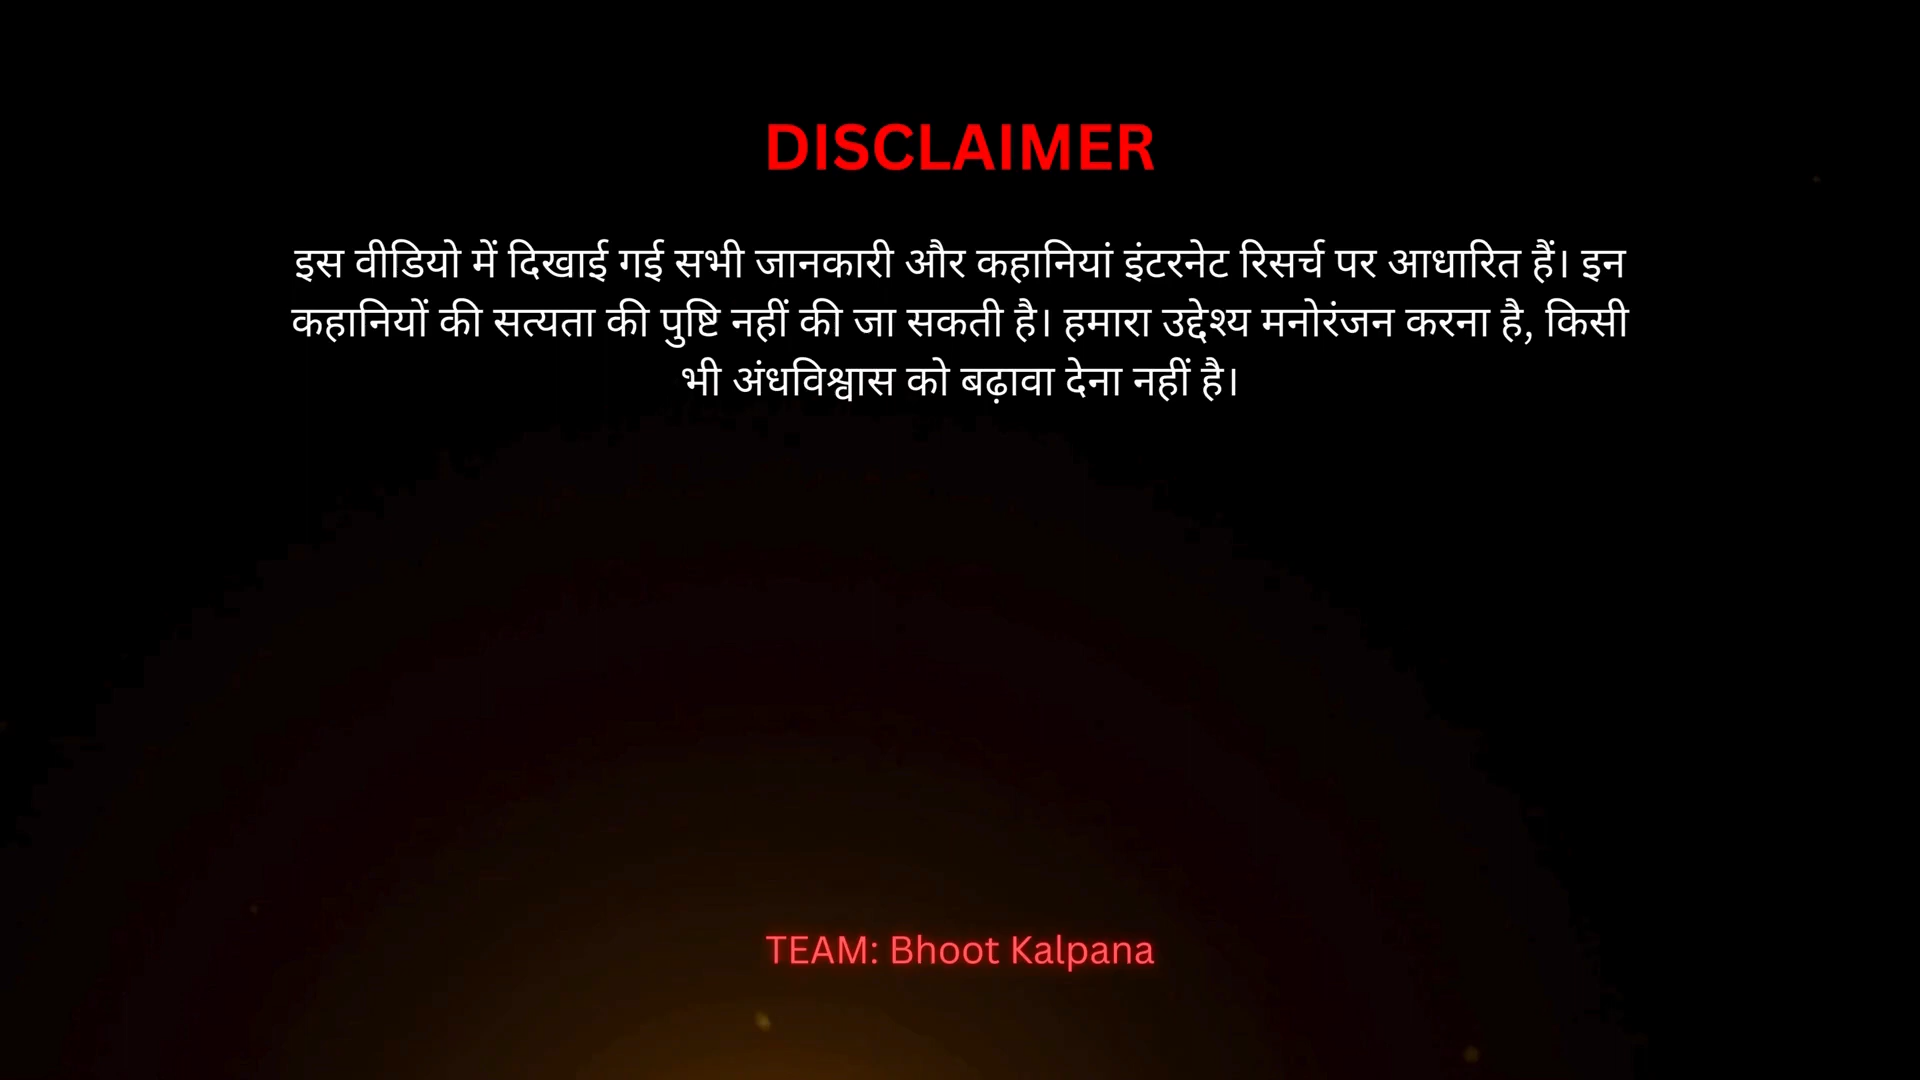 DISCLAIMER
इस वीडियो में दिखाई गई सभी जानकारी और कहानियां इंटरनेट रिसर्च पर आधारित हैं। इन
कहानियों की सत्यता की पुष्टि नहीं की जा सकती है। हमारा उद्देश्य मनोरंजन करना है, किसी
भी अंधविश्वास को बढ़ावा देना नहीं है।
TEAM: Bhoot Kalpana